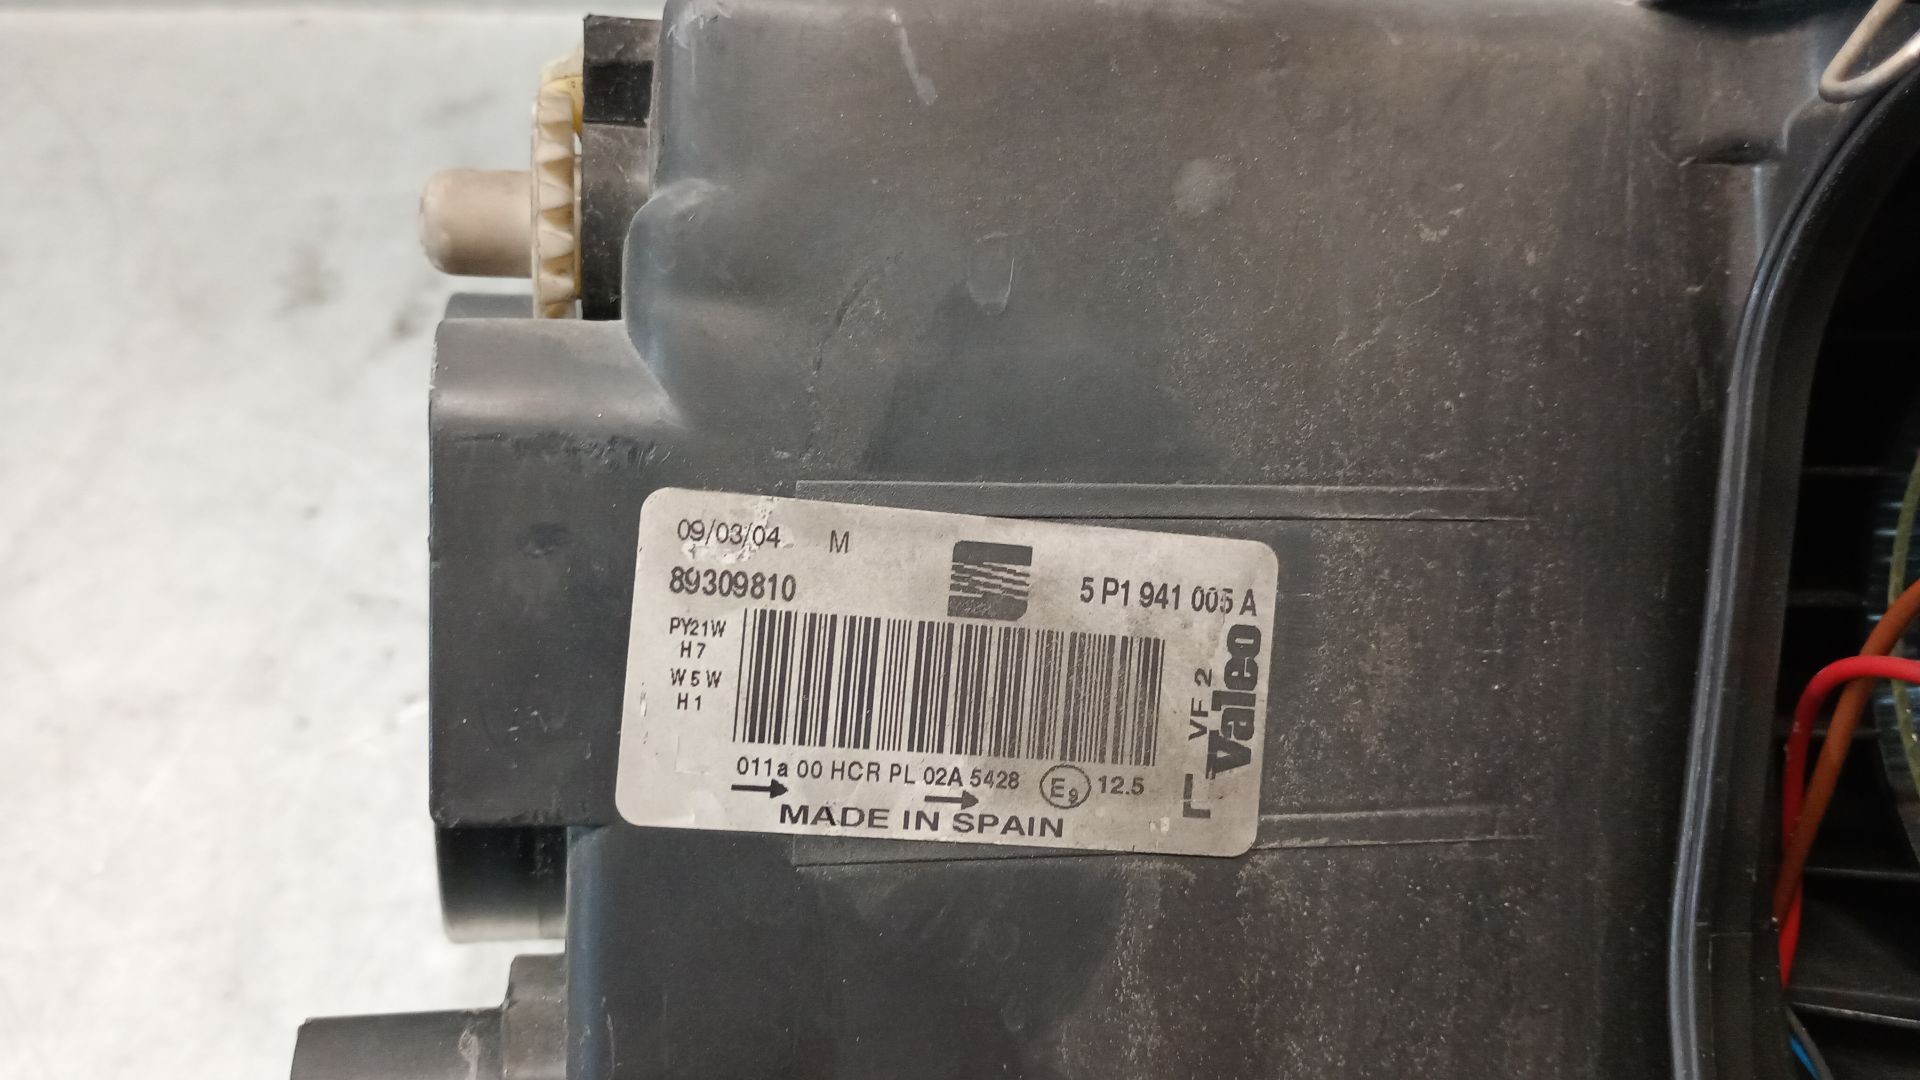 09/03/04 M
89309810
5 P1 941 005 A
PY21W
H7
W5W
H1
VF 2
Valeo
011a 00 HCR PL 02A 5428 E9 12.5
MADE IN SPAIN